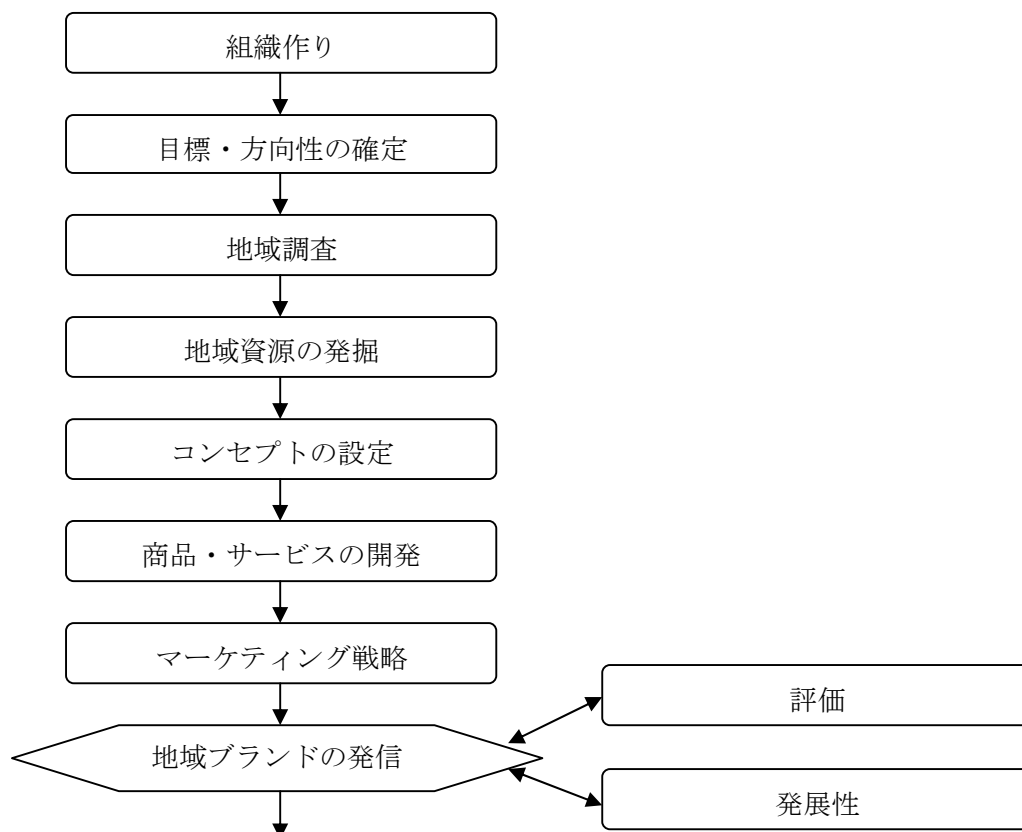 組織作り
目標・方向性の確定
地域調査
地域資源の発掘
コンセプトの設定
商品・サービスの開発
マーケティング戦略
評価
地域ブランドの発信
発展性